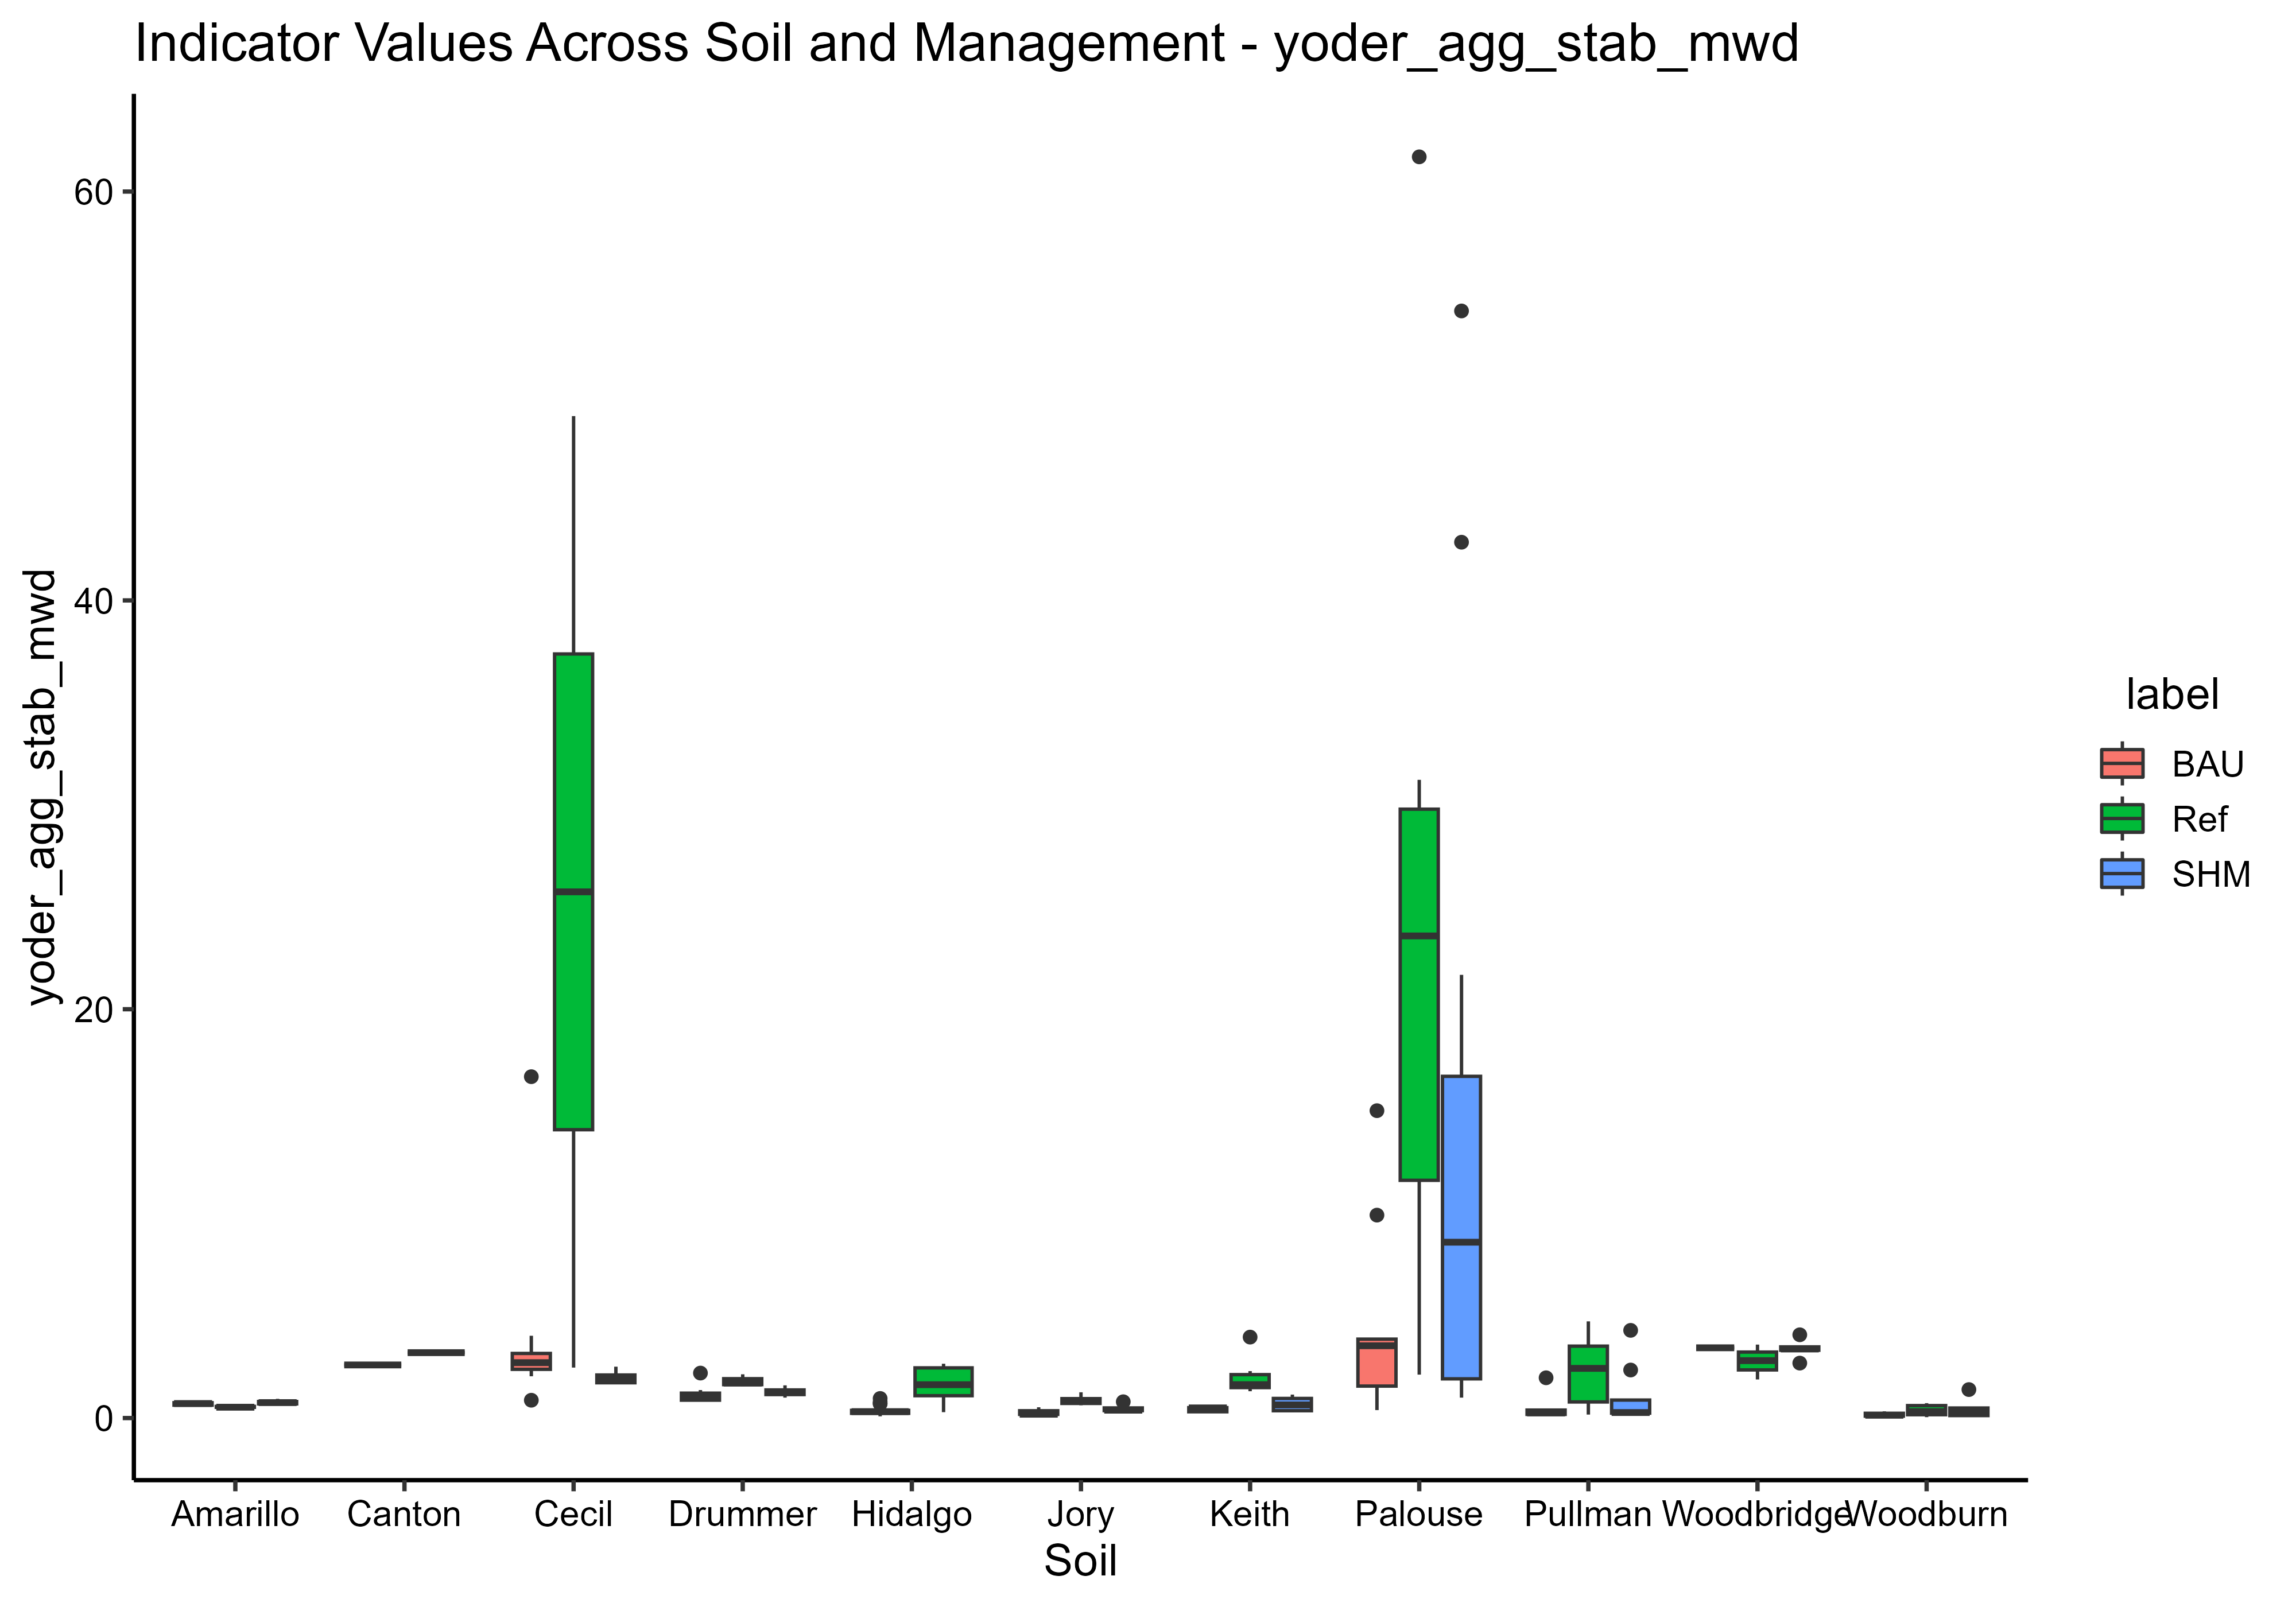 Indicator Values Across Soil and Management - yoder_agg_stab_mwd
yoder_agg_stab_mwd
60
40
20
0
Amarillo Canton Cecil Drummer Hidalgo Jory Keith Palouse Pullman Woodbridge Woodburn
Soil
label
BAU
Ref
SHM